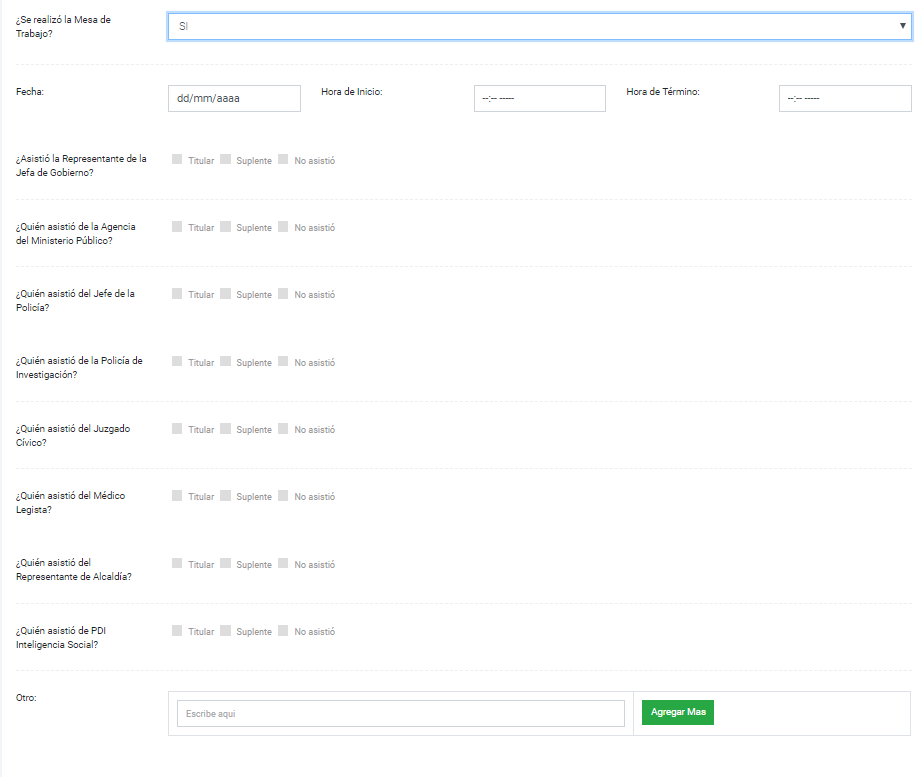 ¿Se realizó la Mesa de
Trabajo?
SI
Fecha:
dd/mm/aaaa
Hora de Inicio:
--:-- -----
Hora de Término:
--:-- -----
¿Asistió la Representante de la
Jefa de Gobierno?
Titular Suplente No asistió
¿Quién asistió de la Agencia
del Ministerio Público?
Titular Suplente No asistió
¿Quién asistió del Jefe de la
Policía?
Titular Suplente No asistió
¿Quién asistió de la Policía de
Investigación?
Titular Suplente No asistió
¿Quién asistió del Juzgado
Cívico?
Titular Suplente No asistió
¿Quién asistió del Médico
Legista?
Titular Suplente No asistió
¿Quién asistió del
Representante de Alcaldía?
Titular Suplente No asistió
¿Quién asistió de PDI
Inteligencia Social?
Titular Suplente No asistió
Otro:
Escribe aqui
Agregar Mas